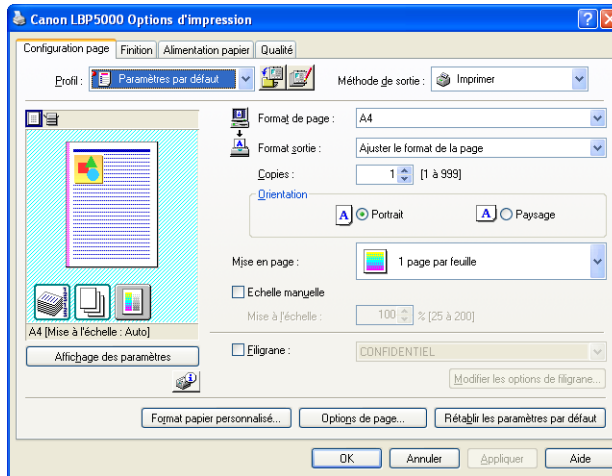 Canon LBP5000 Options d'impression
Configuration page Finition Alimentation papier Qualité
Profil : Paramètres par défaut Méthode de sortie : Imprimer
Format de page : A4
Format sortie : Ajuster le format de la page
Copies : 1 [1 à 999]
Orientation
A Portrait A Paysage
Mise en page : 1 page par feuille
Echelle manuelle
Mise à l'échelle : 100 % [25 à 200]
A4 [Mise à l'échelle : Auto]
Affichage des paramètres
Filigrane : CONFIDENTIEL
Modifier les options de filigrane...
Format papier personnalisé... Options de page... Rétablir les paramètres par défaut
OK Annuler Appliquer Aide